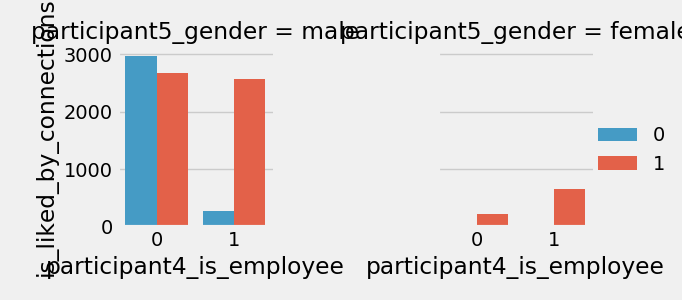 participant5_gender = male
participant5_gender = female
is_liked_by_connections
3000
2000
1000
0
0 1
0 1
participant4_is_employee
participant4_is_employee
0
1